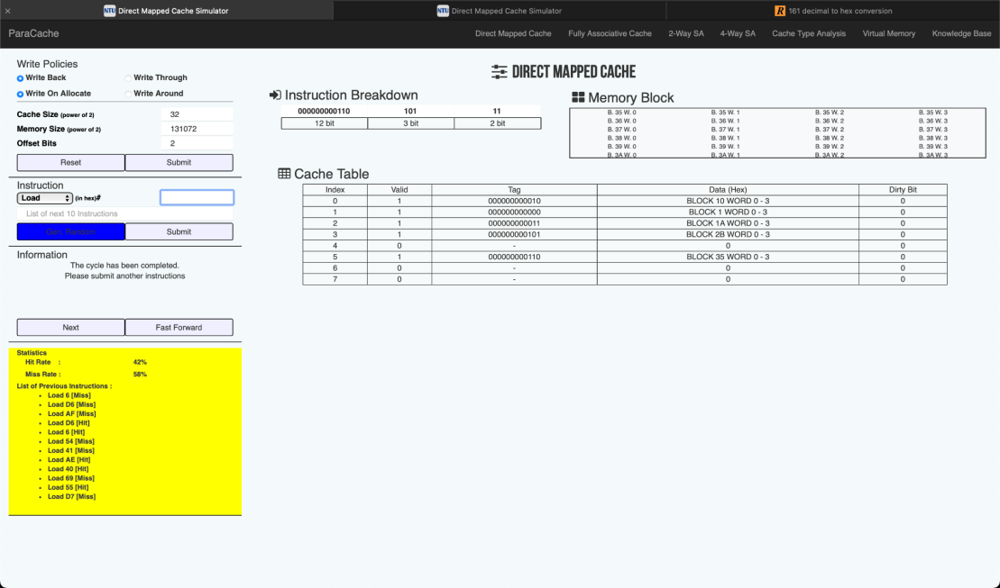 NTU Direct Mapped Cache Simulator
NTU Direct Mapped Cache Simulator
R 161 decimal to hex conversion
ParaCache
Direct Mapped Cache Fully Associative Cache 2-Way SA 4-Way SA Cache Type Analysis Virtual Memory Knowledge Base
Write Policies
Write Back Write Through
Write On Allocate Write Around
Cache Size (power of 2) 32
Memory Size (power of 2) 131072
Offset Bits 2
Reset Submit
Instruction
Load (in hex)#
List of next 10 Instructions
Gen. Random Submit
Information
The cycle has been completed.
Please submit another instructions
Next Fast Forward
Statistics
Hit Rate : 42%
Miss Rate : 58%
List of Previous Instructions :
Load 6 [Miss]
Load D6 [Miss]
Load AF [Miss]
Load D6 [Hit]
Load 6 [Hit]
Load 54 [Miss]
Load 41 [Miss]
Load AE [Hit]
Load 40 [Hit]
Load 69 [Miss]
Load 55 [Hit]
Load D7 [Miss]
DIRECT MAPPED CACHE
Instruction Breakdown
000000000110 101 11
12 bit 3 bit 2 bit
Memory Block
B. 35 W. 0 B. 35 W. 1 B. 35 W. 2 B. 35 W. 3
B. 36 W. 0 B. 36 W. 1 B. 36 W. 2 B. 36 W. 3
B. 37 W. 0 B. 37 W. 1 B. 37 W. 2 B. 37 W. 3
B. 38 W. 0 B. 38 W. 1 B. 38 W. 2 B. 38 W. 3
B. 39 W. 0 B. 39 W. 1 B. 39 W. 2 B. 39 W. 3
B. 3A W. 0 B. 3A W. 1 B. 3A W. 2 B. 3A W. 3
Cache Table
Index Valid Tag Data (Hex) Dirty Bit
0 1 000000000010 BLOCK 10 WORD 0 - 3 0
1 1 000000000000 BLOCK 1 WORD 0 - 3 0
2 1 000000000011 BLOCK 1A WORD 0 - 3 0
3 1 000000000101 BLOCK 2B WORD 0 - 3 0
4 0 - 0 0
5 1 000000000110 BLOCK 35 WORD 0 - 3 0
6 0 - 0 0
7 0 - 0 0